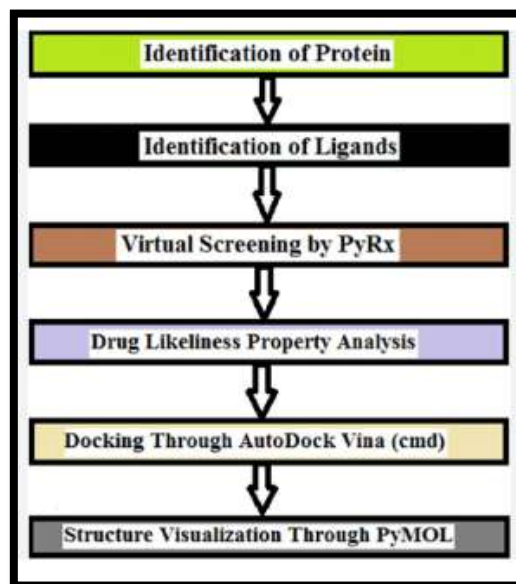 Identification of Protein
Identification of Ligands
Virtual Screening by PyRx
Drug Likeliness Property Analysis
Docking Through AutoDock Vina (cmd)
Structure Visualization Through PyMOL